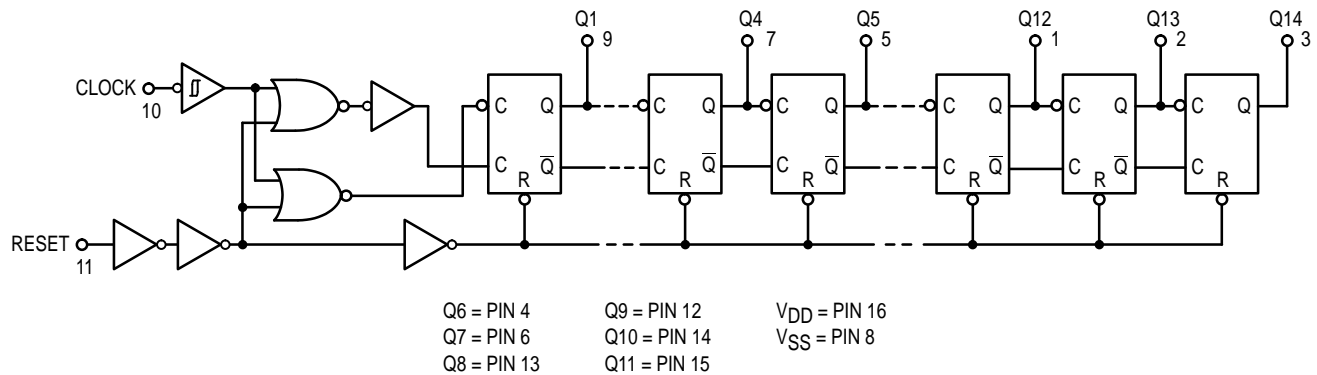 Q1 Q4 Q5 Q12 Q13 Q14
9 7 5 1 2 3
CLOCK
10
C Q C Q C Q C Q C Q C Q
C Q̅ C Q̅ C Q̅ C Q̅ C Q̅ C
R R R R R R
RESET
11
Q6 = PIN 4 Q9 = PIN 12 VDD = PIN 16
Q7 = PIN 6 Q10 = PIN 14 VSS = PIN 8
Q8 = PIN 13 Q11 = PIN 15